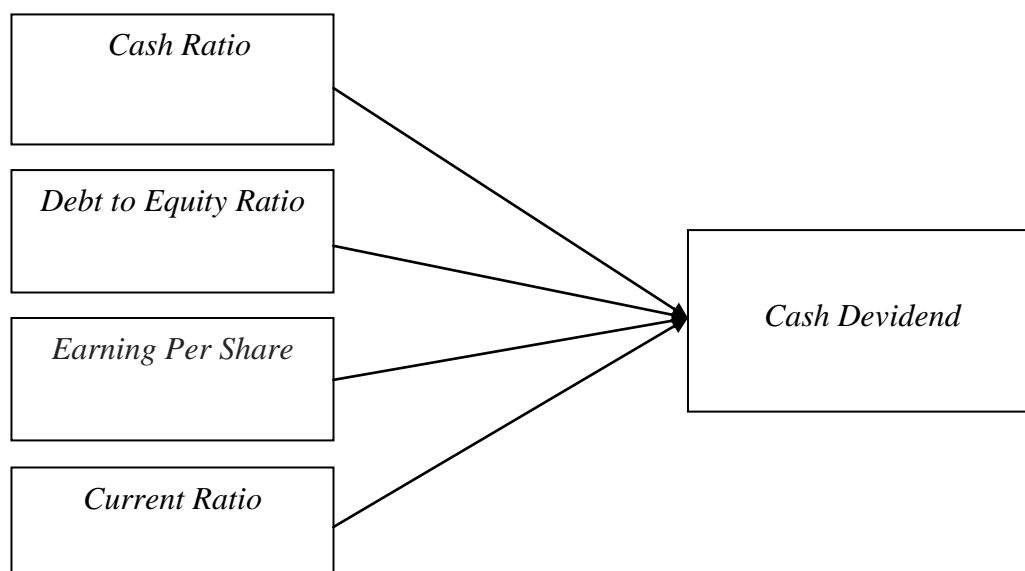 Cash Ratio
Debt to Equity Ratio
Earning Per Share
Current Ratio
Cash Devidend